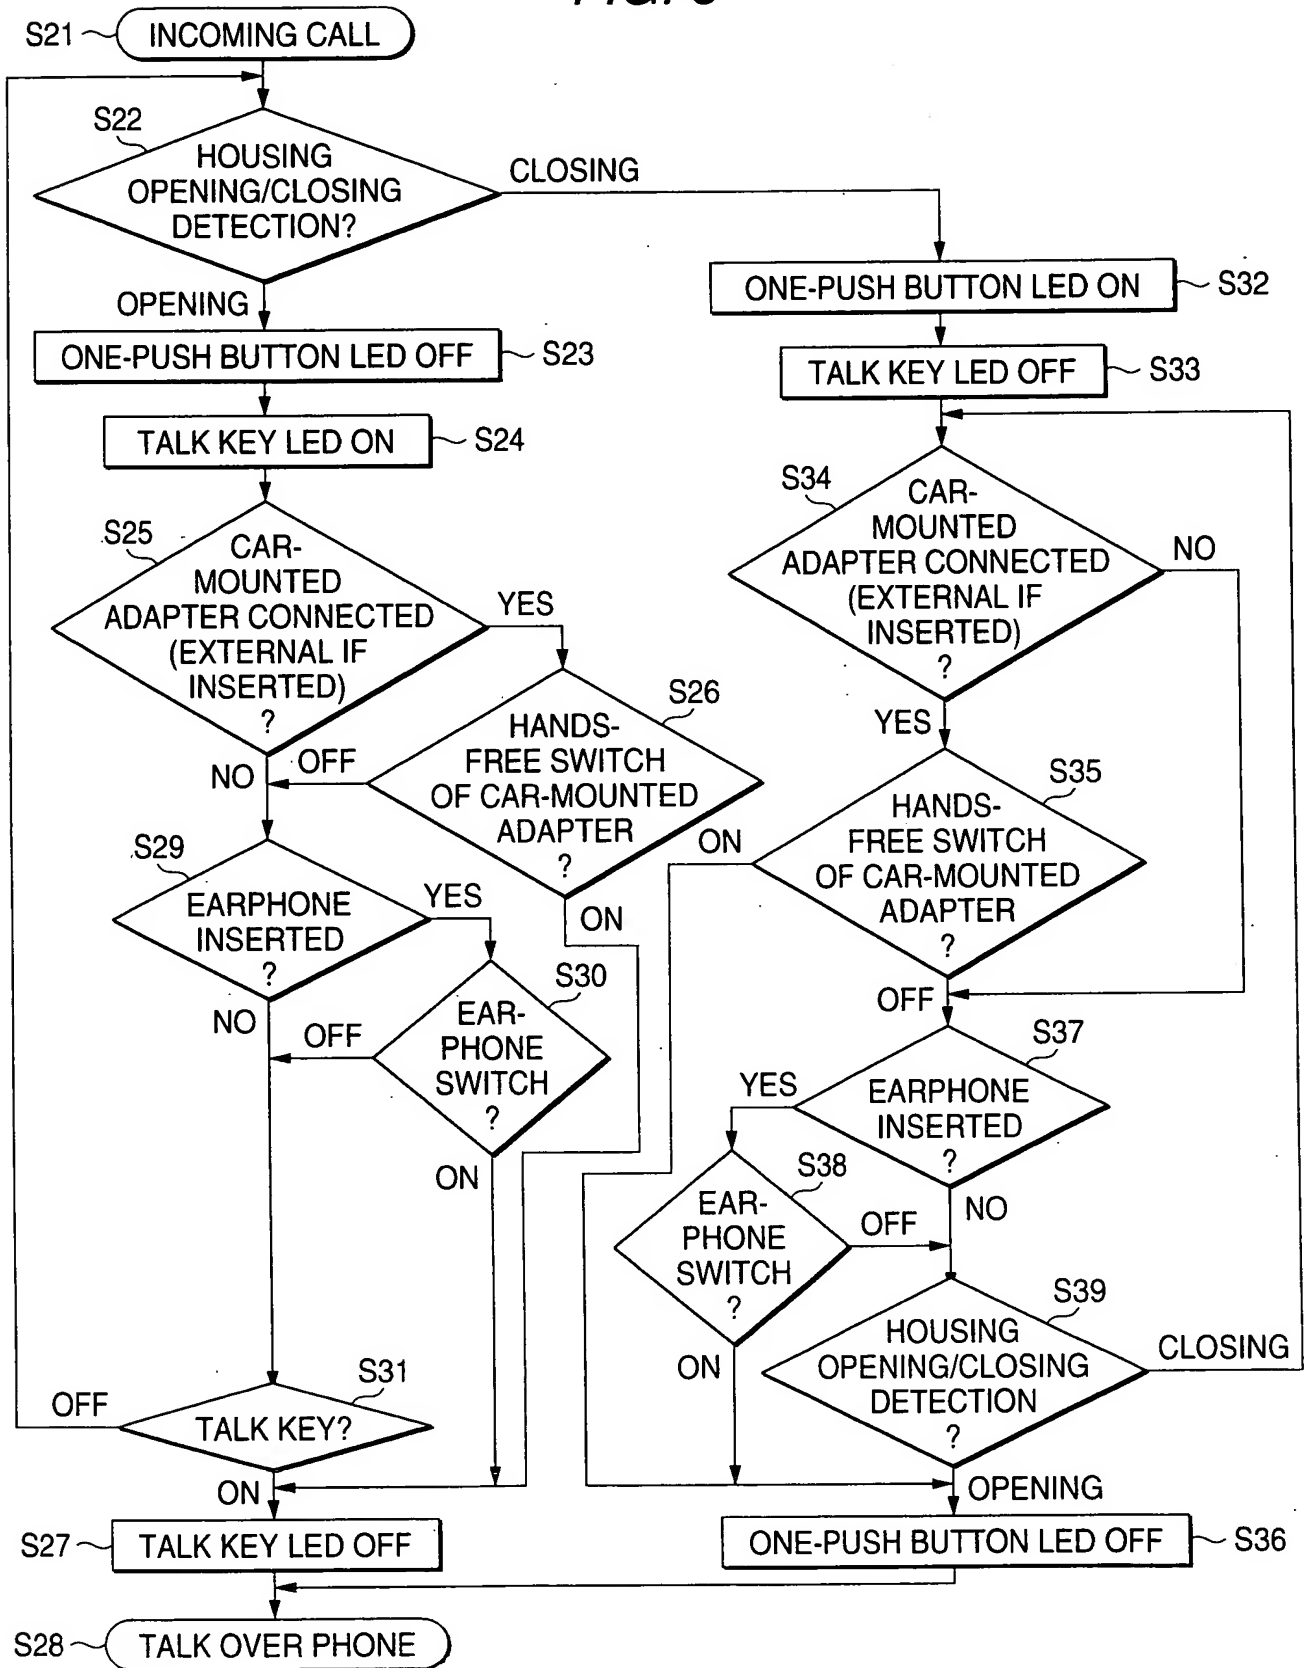 S21
INCOMING CALL
S22
HOUSING
OPENING/CLOSING
DETECTION?
CLOSING
OPENING
ONE-PUSH BUTTON LED OFF
S23
TALK KEY LED ON
S24
S25
CAR-
MOUNTED
ADAPTER CONNECTED
(EXTERNAL IF
INSERTED)
?
YES
NO
S26
HANDS-
FREE SWITCH
OF CAR-MOUNTED
ADAPTER
?
OFF
ON
S29
EARPHONE
INSERTED
?
YES
NO
S30
EAR-
PHONE
SWITCH
?
OFF
ON
S31
TALK KEY?
OFF
ON
S27
TALK KEY LED OFF
S28
TALK OVER PHONE
ONE-PUSH BUTTON LED ON
S32
TALK KEY LED OFF
S33
S34
CAR-
MOUNTED
ADAPTER CONNECTED
(EXTERNAL IF
INSERTED)
?
NO
YES
S35
HANDS-
FREE SWITCH
OF CAR-MOUNTED
ADAPTER
?
ON
OFF
S37
EARPHONE
INSERTED
?
YES
NO
S38
EAR-
PHONE
SWITCH
?
OFF
ON
S39
HOUSING
OPENING/CLOSING
DETECTION
?
CLOSING
OPENING
ONE-PUSH BUTTON LED OFF
S36